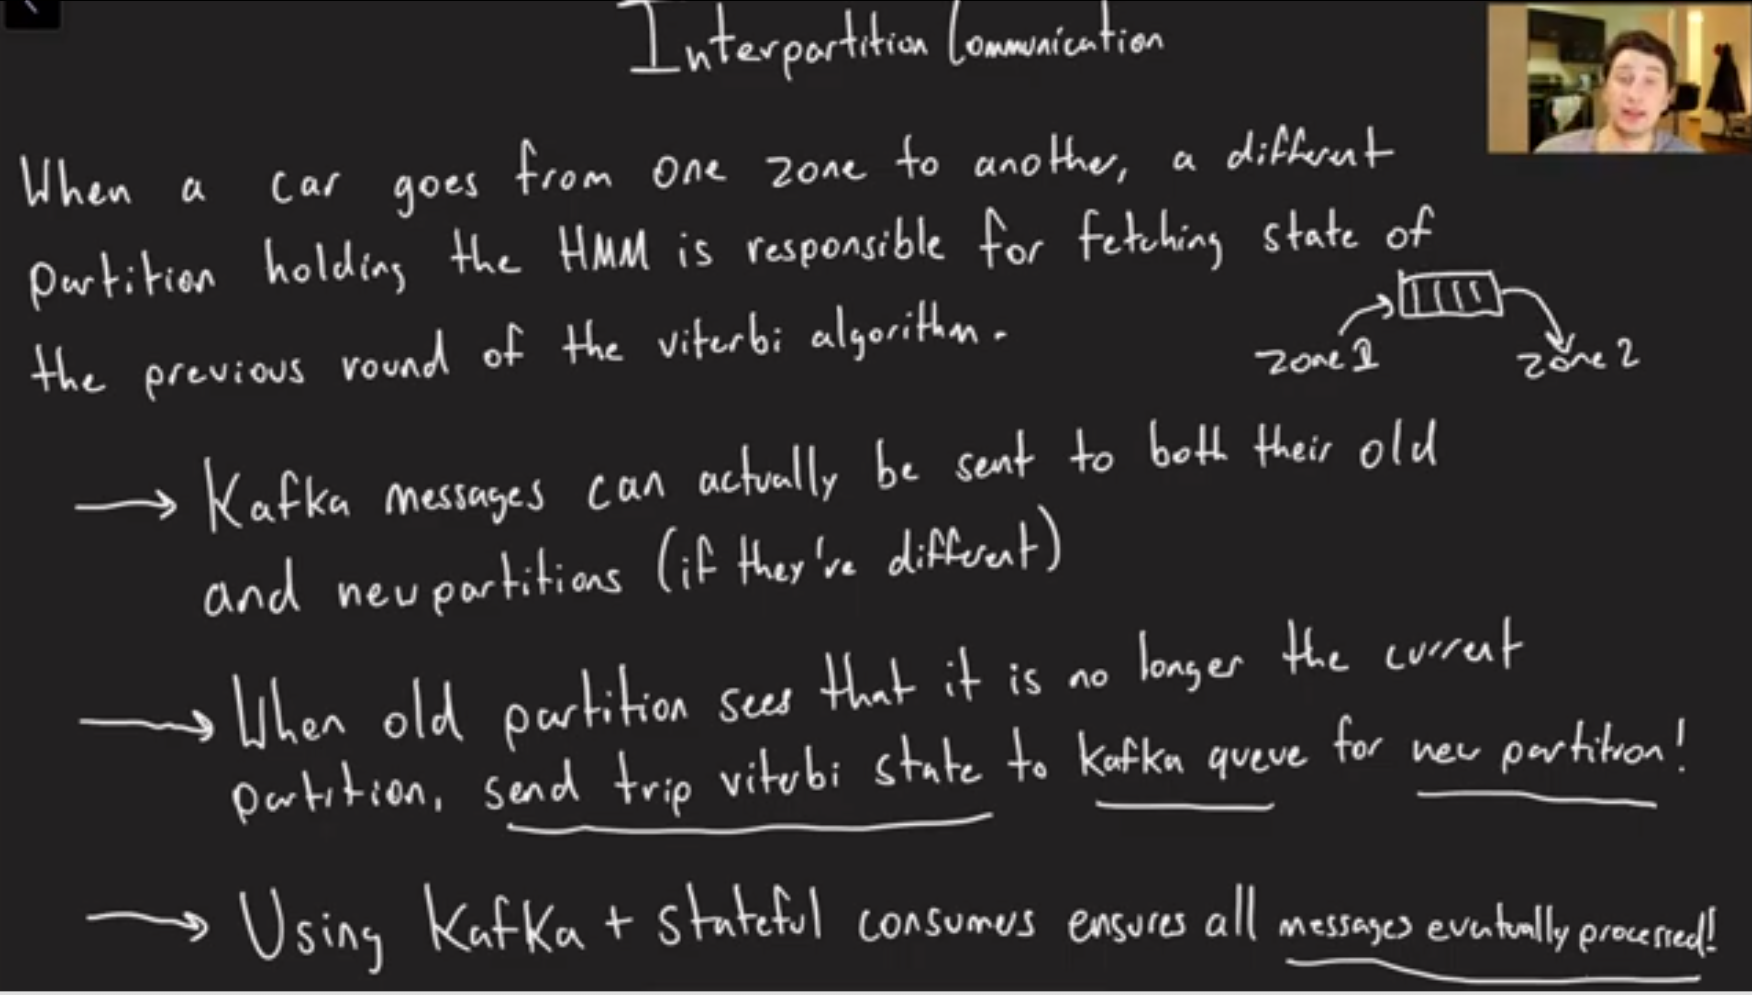 Interpartition Communication
When a car goes from one zone to another, a different
partition holding the HMM is responsible for fetching state of
the previous round of the viterbi algorithm.
zone 1
zone 2
→ Kafka messages can actually be sent to both their old
and new partitions (if they've different)
→ When old partition sees that it is no longer the current
partition, send trip viterbi state to kafka queue for new partition!
→ Using Kafka + stateful consumers ensures all messages eventually processed!